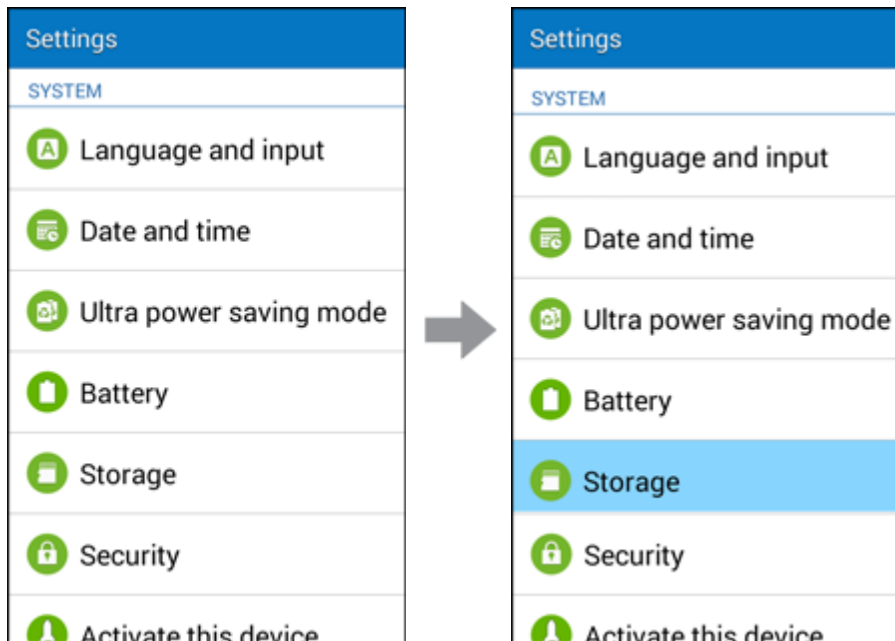 Settings
SYSTEM
Language and input
Date and time
Ultra power saving mode
Battery
Storage
Security
Activate this device
Settings
SYSTEM
Language and input
Date and time
Ultra power saving mode
Battery
Storage
Security
Activate this device